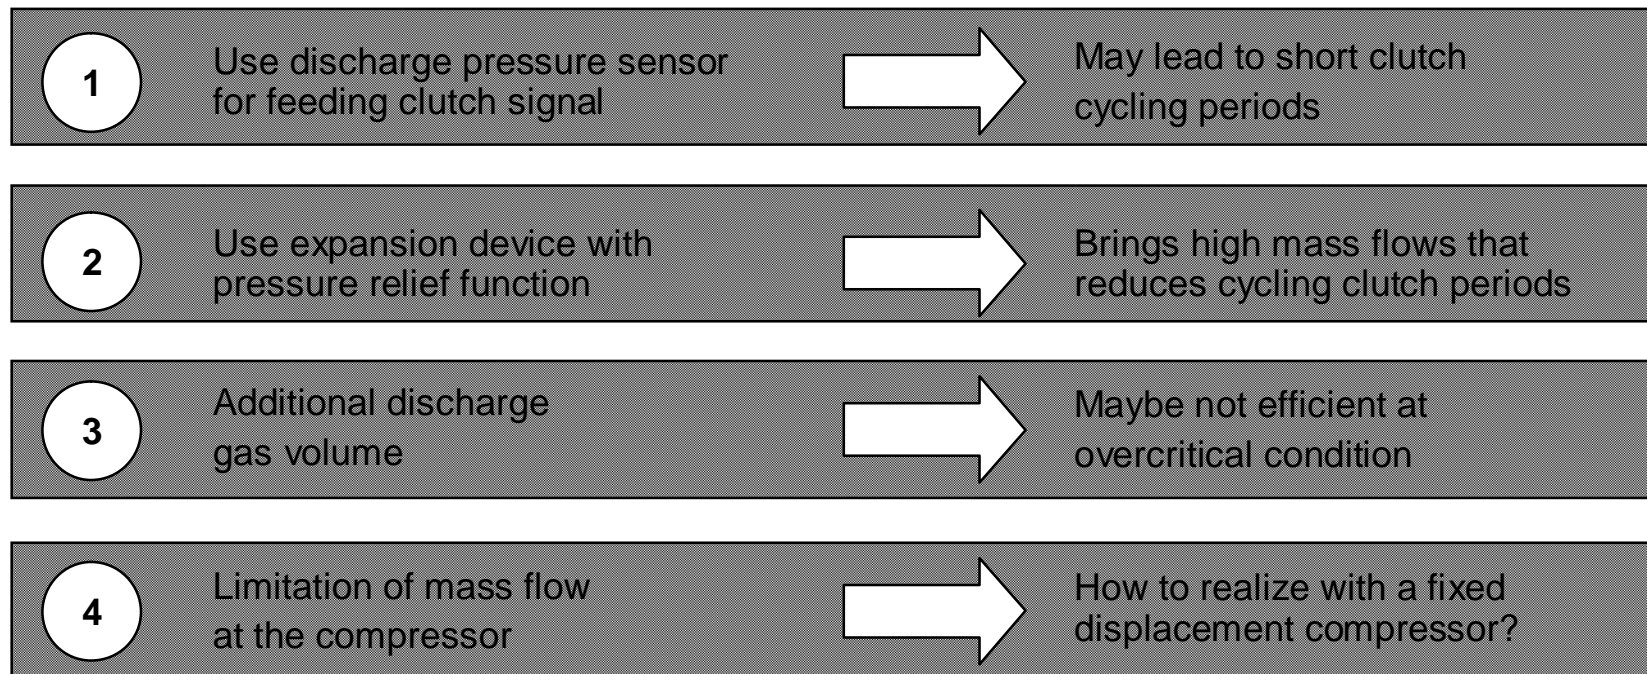 1
Use discharge pressure sensor
for feeding clutch signal
May lead to short clutch
cycling periods
2
Use expansion device with
pressure relief function
Brings high mass flows that
reduces cycling clutch periods
3
Additional discharge
gas volume
Maybe not efficient at
overcritical condition
4
Limitation of mass flow
at the compressor
How to realize with a fixed
displacement compressor?